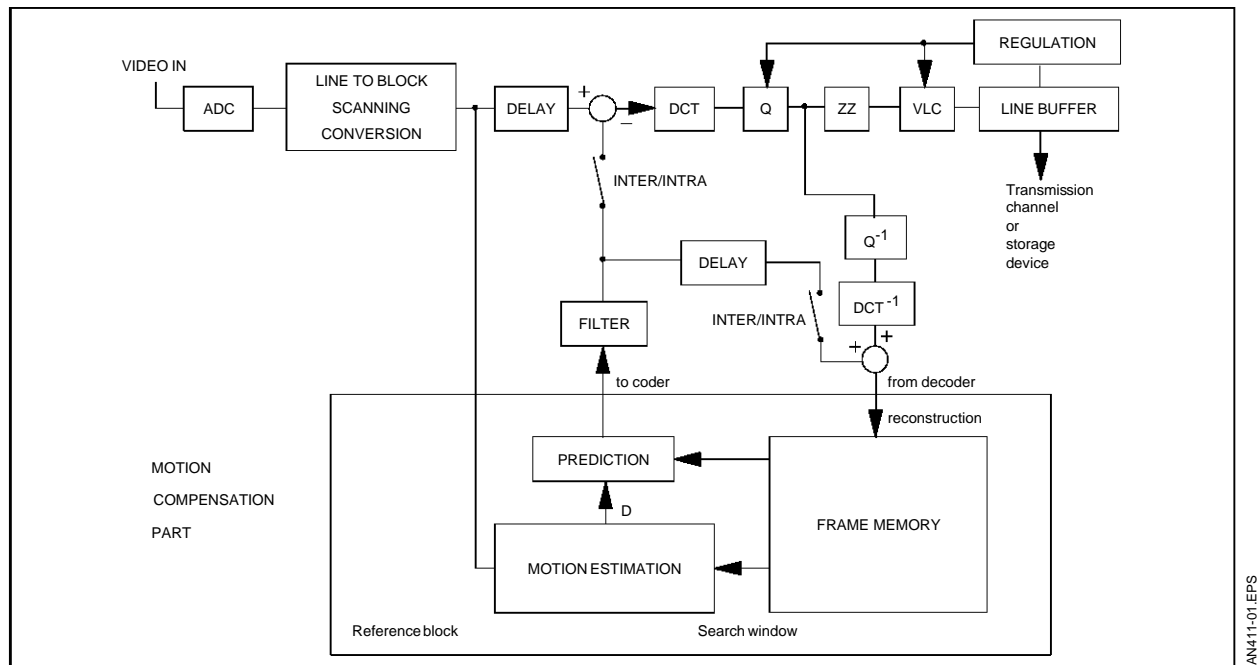 REGULATION
VIDEO IN
ADC
LINE TO BLOCK
SCANNING
CONVERSION
DELAY
+
−
DCT
Q
ZZ
VLC
LINE BUFFER
INTER/INTRA
Transmission
channel
or
storage
device
Q-1
DELAY
DCT-1
INTER/INTRA
FILTER
+
+
to coder
from decoder
reconstruction
PREDICTION
MOTION
COMPENSATION
PART
D
FRAME MEMORY
MOTION ESTIMATION
Reference block
Search window
AN411-01.EPS